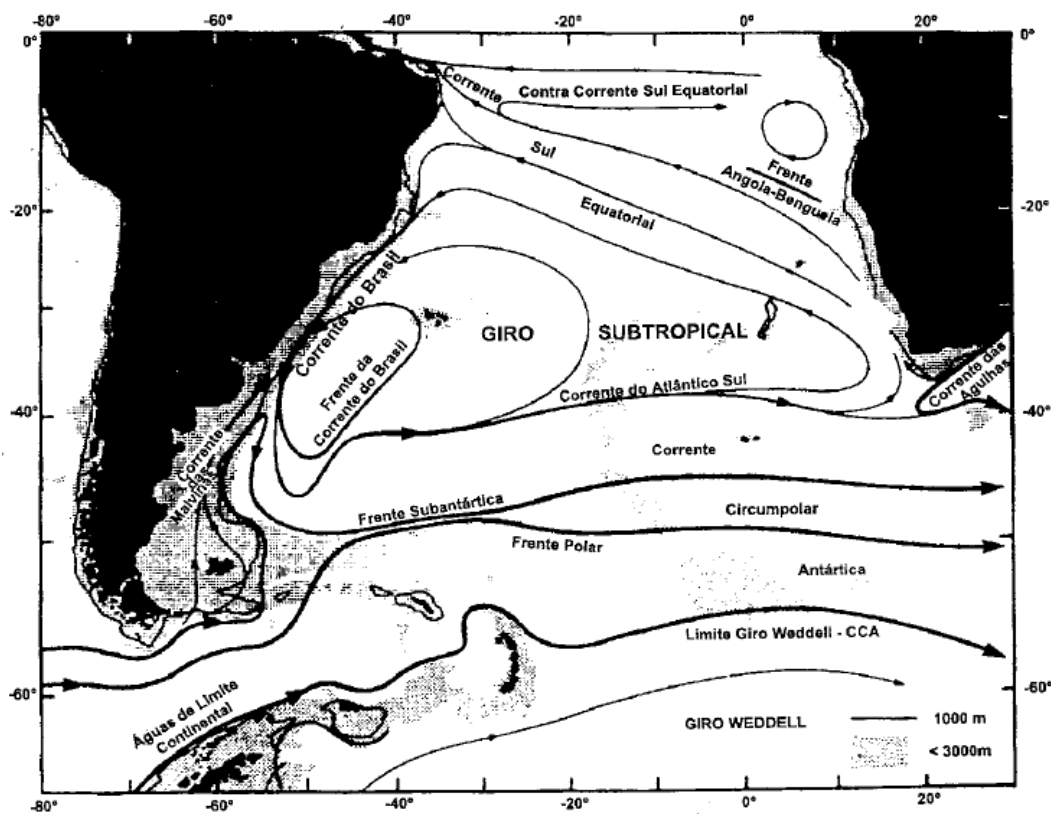 -80°
-60°
-40°
-20°
0°
20°
0°
0°
Corrente
Contra Corrente Sul Equatorial
Sul
Frente
Angola-Benguela
-20°
Equatorial
-20°
Corrente do Brasil
GIRO
SUBTROPICAL
Frente da
Corrente do Brasil
Corrente das
Agulhas
Corrente do Atlântico Sul
-40°
-40°
Corrente
das
Malvinas
Corrente
Frente Subantártica
Circumpolar
Frente Polar
Antártica
Limite Giro Weddell - CCA
-60°
-60°
Águas de Limite
Continental
GIRO WEDDELL
1000 m
< 3000m
-80°
-60°
-40°
-20°
0°
20°